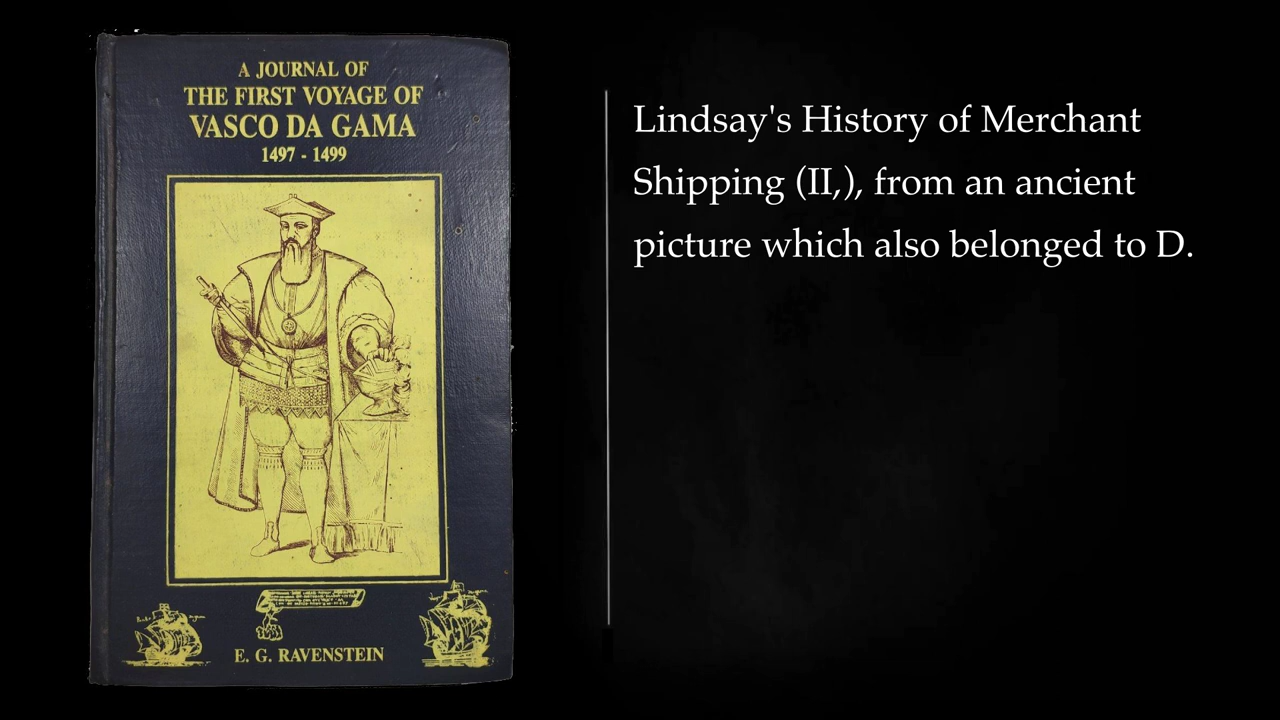 A JOURNAL OF
THE FIRST VOYAGE OF
VASCO DA GAMA
1497 - 1499
E. G. RAVENSTEIN
Lindsay's History of Merchant
Shipping (II,), from an ancient
picture which also belonged to D.